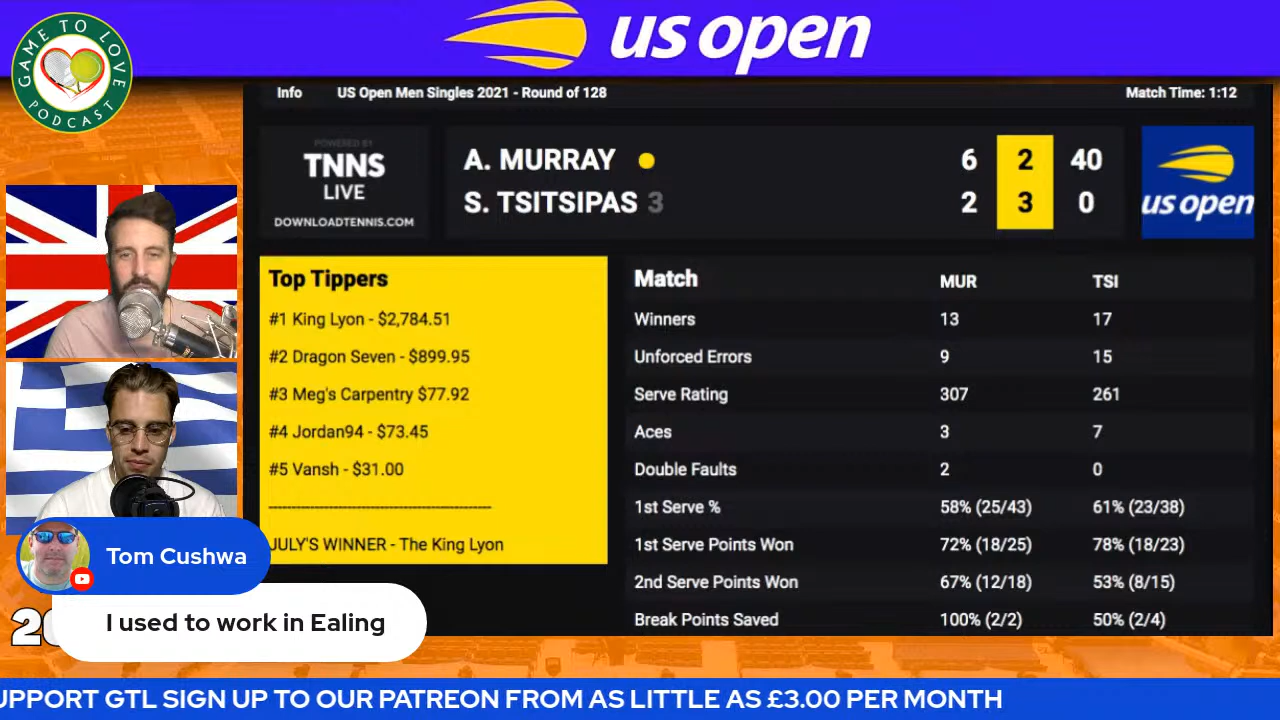 GAME TO LOVE
PODCAST
us open
Info US Open Men Singles 2021 - Round of 128 Match Time: 1:12
POWERED BY
TNNS
LIVE
DOWNLOADTENNIS.COM
A. MURRAY 6 2 40
S. TSITSIPAS 3 2 3 0
us open
Top Tippers
#1 King Lyon - $2,784.51
#2 Dragon Seven - $899.95
#3 Meg's Carpentry $77.92
#4 Jordan94 - $73.45
#5 Vansh - $31.00
-------------------------------------------
JULY'S WINNER - The King Lyon
Match MUR TSI
Winners 13 17
Unforced Errors 9 15
Serve Rating 307 261
Aces 3 7
Double Faults 2 0
1st Serve % 58% (25/43) 61% (23/38)
1st Serve Points Won 72% (18/25) 78% (18/23)
2nd Serve Points Won 67% (12/18) 53% (8/15)
Break Points Saved 100% (2/2) 50% (2/4)
Tom Cushwa
I used to work in Ealing
UPPORT GTL SIGN UP TO OUR PATREON FROM AS LITTLE AS £3.00 PER MONTH